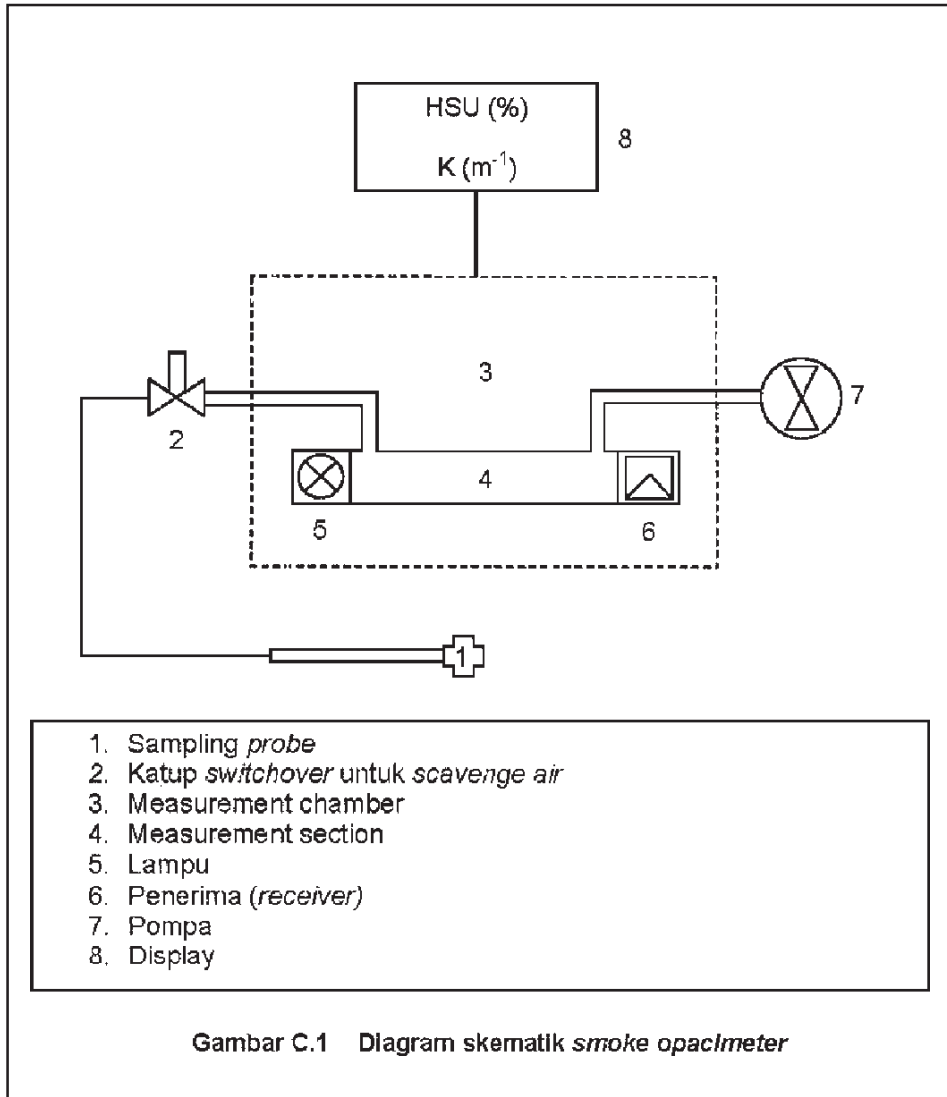 HSU (%)
K (m⁻¹)
8
3
7
2
4
5
6
1
1. Sampling probe
2. Katup switchover untuk scavenge air
3. Measurement chamber
4. Measurement section
5. Lampu
6. Penerima (receiver)
7. Pompa
8. Display
Gambar C.1 Diagram skematik smoke opacimeter